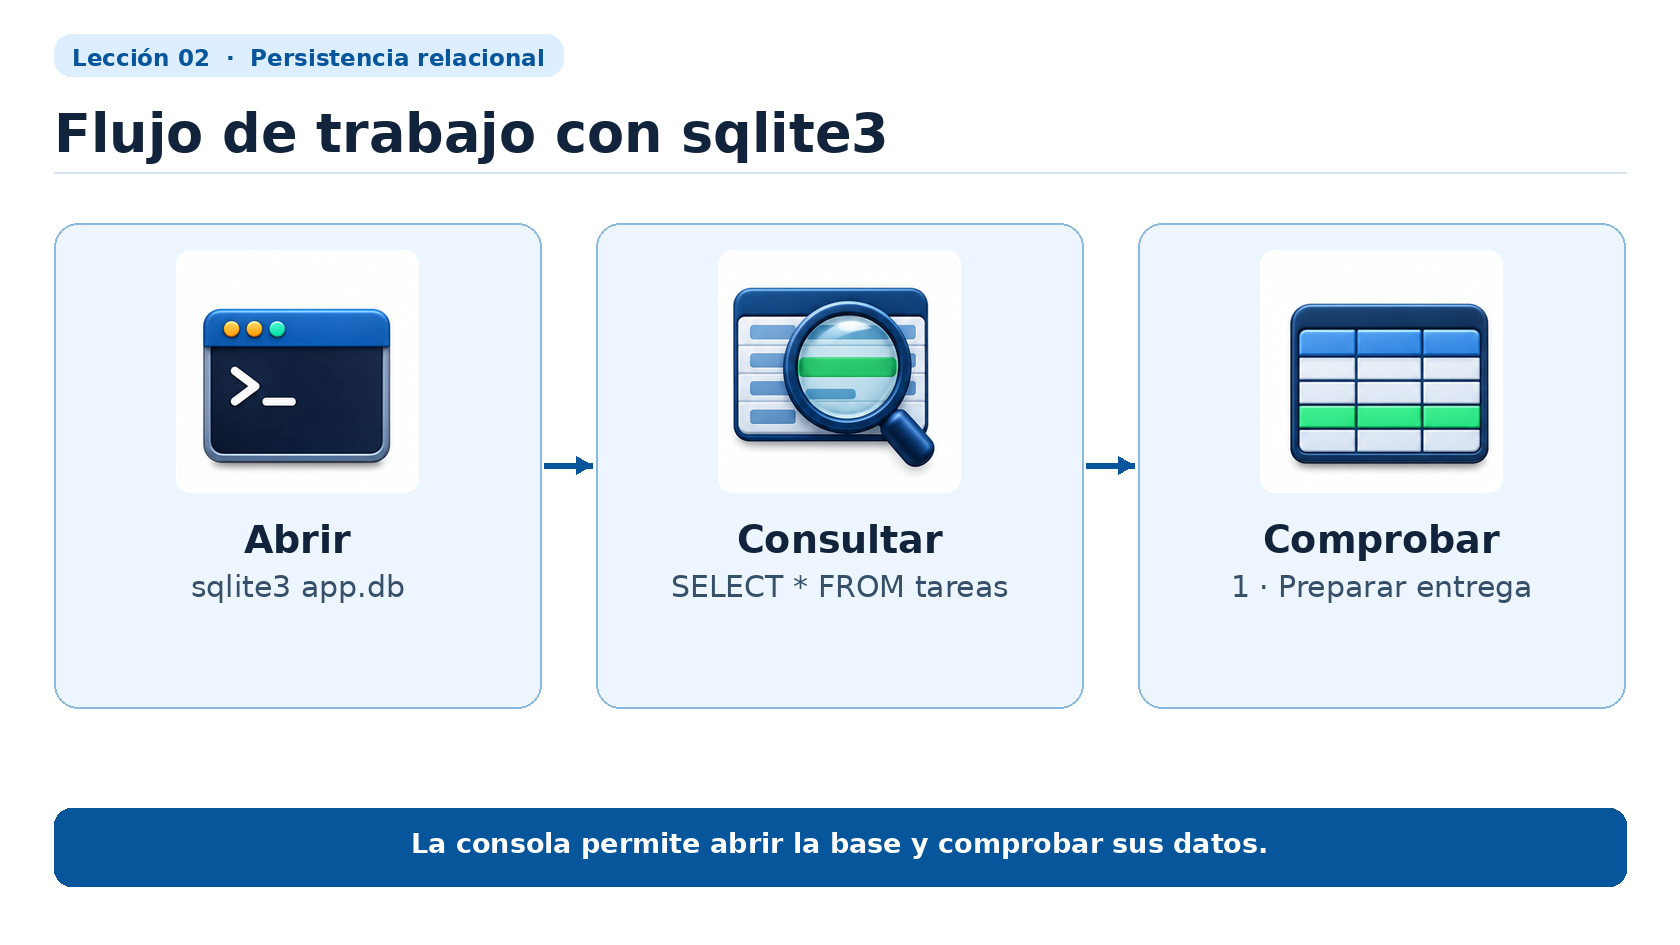 Lección 02 · Persistencia relacional
Flujo de trabajo con sqlite3
Abrir
sqlite3 app.db
Consultar
SELECT * FROM tareas
Comprobar
1 · Preparar entrega
La consola permite abrir la base y comprobar sus datos.